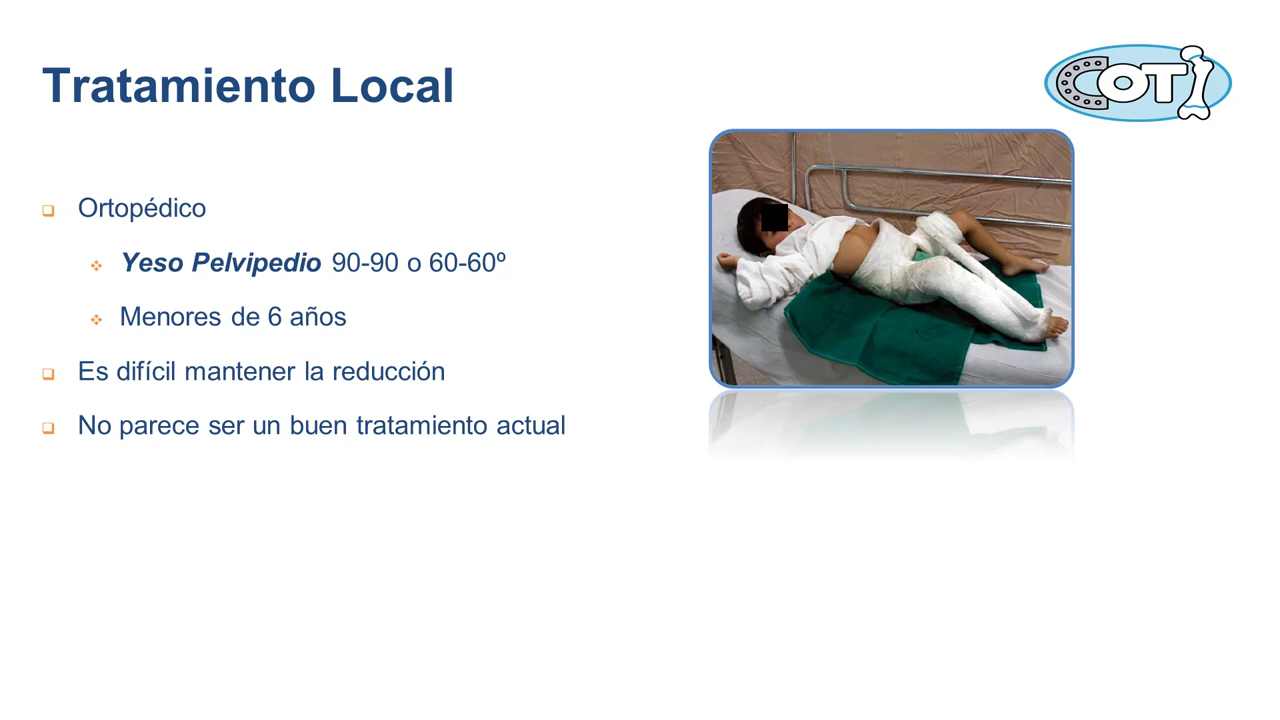 Tratamiento Local
COTI
Ortopédico
Yeso Pelvipedio 90-90 o 60-60º
Menores de 6 años
Es difícil mantener la reducción
No parece ser un buen tratamiento actual